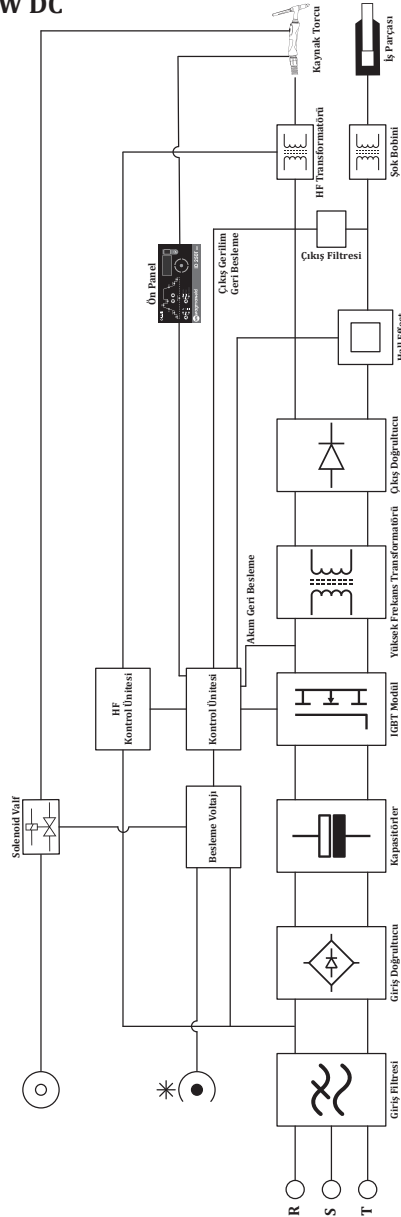 W DC
Kaynak Torcu
İş Parçası
HF Transformatörü
Şok Bobini
Ön Panel
Çıkış Gerilim
Geri Besleme
Çıkış Filtresi
Hall Effect
Çıkış Doğrultucu
Akım Geri Besleme
Yüksek Frekans Transformatörü
HF
Kontrol Ünitesi
Kontrol Ünitesi
IGBT Modül
Solenoid Valf
Besleme Voltajı
Kapasitörler
Giriş Doğrultucu
Giriş Filtresi
R
S
T